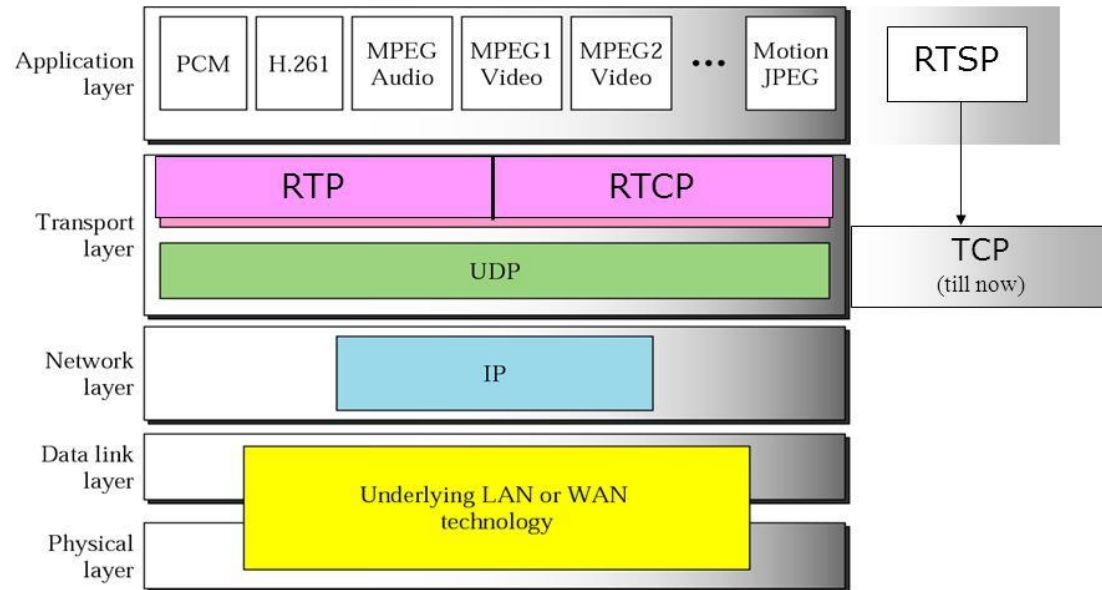 Application
layer
PCM
H.261
MPEG
Audio
MPEG1
Video
MPEG2
Video
•••
Motion
JPEG
RTSP
Transport
layer
RTP
RTCP
UDP
TCP
(till now)
Network
layer
IP
Data link
layer
Underlying LAN or WAN
technology
Physical
layer